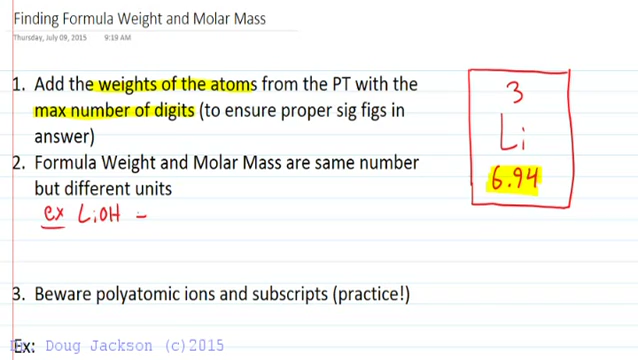 Finding Formula Weight and Molar Mass
Thursday, July 09, 2015 9:19 AM
1. Add the weights of the atoms from the PT with the
max number of digits (to ensure proper sig figs in
answer)
2. Formula Weight and Molar Mass are same number
but different units
ex LiOH =
3. Beware polyatomic ions and subscripts (practice!)
Ex:
Doug Jackson (c)2015
3
Li
6.94